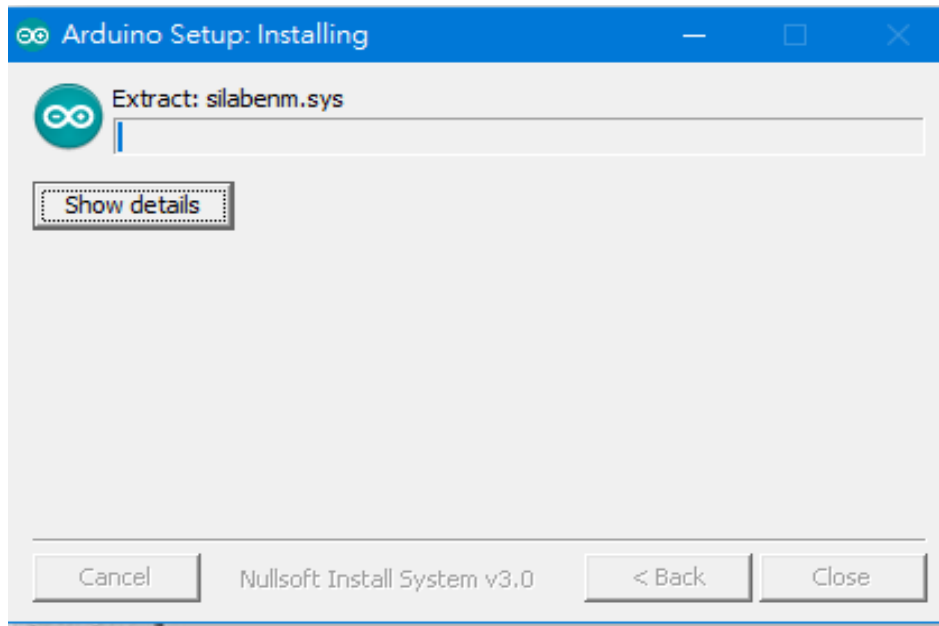 Arduino Setup: Installing
Extract: silabenm.sys
Show details
Cancel
Nullsoft Install System v3.0
< Back
Close